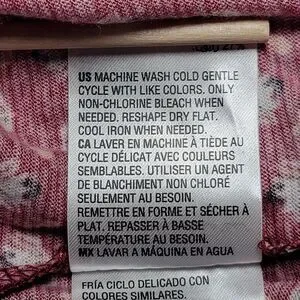 US MACHINE WASH COLD GENTLE
CYCLE WITH LIKE COLORS. ONLY
NON-CHLORINE BLEACH WHEN
NEEDED. RESHAPE DRY FLAT.
COOL IRON WHEN NEEDED.
CA LAVER EN MACHINE À TIÈDE AU
CYCLE DÉLICAT AVEC COULEURS
SEMBLABLES. UTILISER UN AGENT
DE BLANCHIMENT NON CHLORÉ
SEULEMENT AU BESOIN.
REMETTRE EN FORME ET SÉCHER À
PLAT. REPASSER À BASSE
TEMPÉRATURE AU BESOIN.
MX LAVAR A MÁQUINA EN AGUA
FRÍA CICLO DELICADO CON
COLORES SIMILARES.